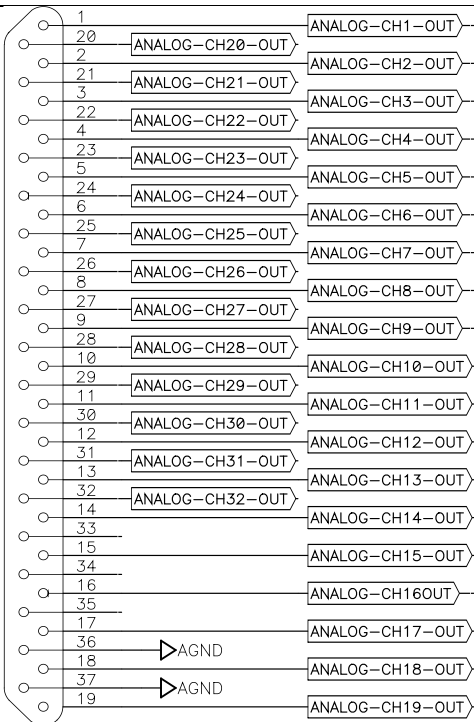 1 ANALOG-CH1-OUT
20 ANALOG-CH20-OUT
2 ANALOG-CH2-OUT
21 ANALOG-CH21-OUT
3 ANALOG-CH3-OUT
22 ANALOG-CH22-OUT
4 ANALOG-CH4-OUT
23 ANALOG-CH23-OUT
5 ANALOG-CH5-OUT
24 ANALOG-CH24-OUT
6 ANALOG-CH6-OUT
25 ANALOG-CH25-OUT
7 ANALOG-CH7-OUT
26 ANALOG-CH26-OUT
8 ANALOG-CH8-OUT
27 ANALOG-CH27-OUT
9 ANALOG-CH9-OUT
28 ANALOG-CH28-OUT
10 ANALOG-CH10-OUT
29 ANALOG-CH29-OUT
11 ANALOG-CH11-OUT
30 ANALOG-CH30-OUT
12 ANALOG-CH12-OUT
31 ANALOG-CH31-OUT
13 ANALOG-CH13-OUT
32 ANALOG-CH32-OUT
14 ANALOG-CH14-OUT
33
15 ANALOG-CH15-OUT
34
16 ANALOG-CH16OUT
35
17 ANALOG-CH17-OUT
36 AGND
18 ANALOG-CH18-OUT
37 AGND
19 ANALOG-CH19-OUT